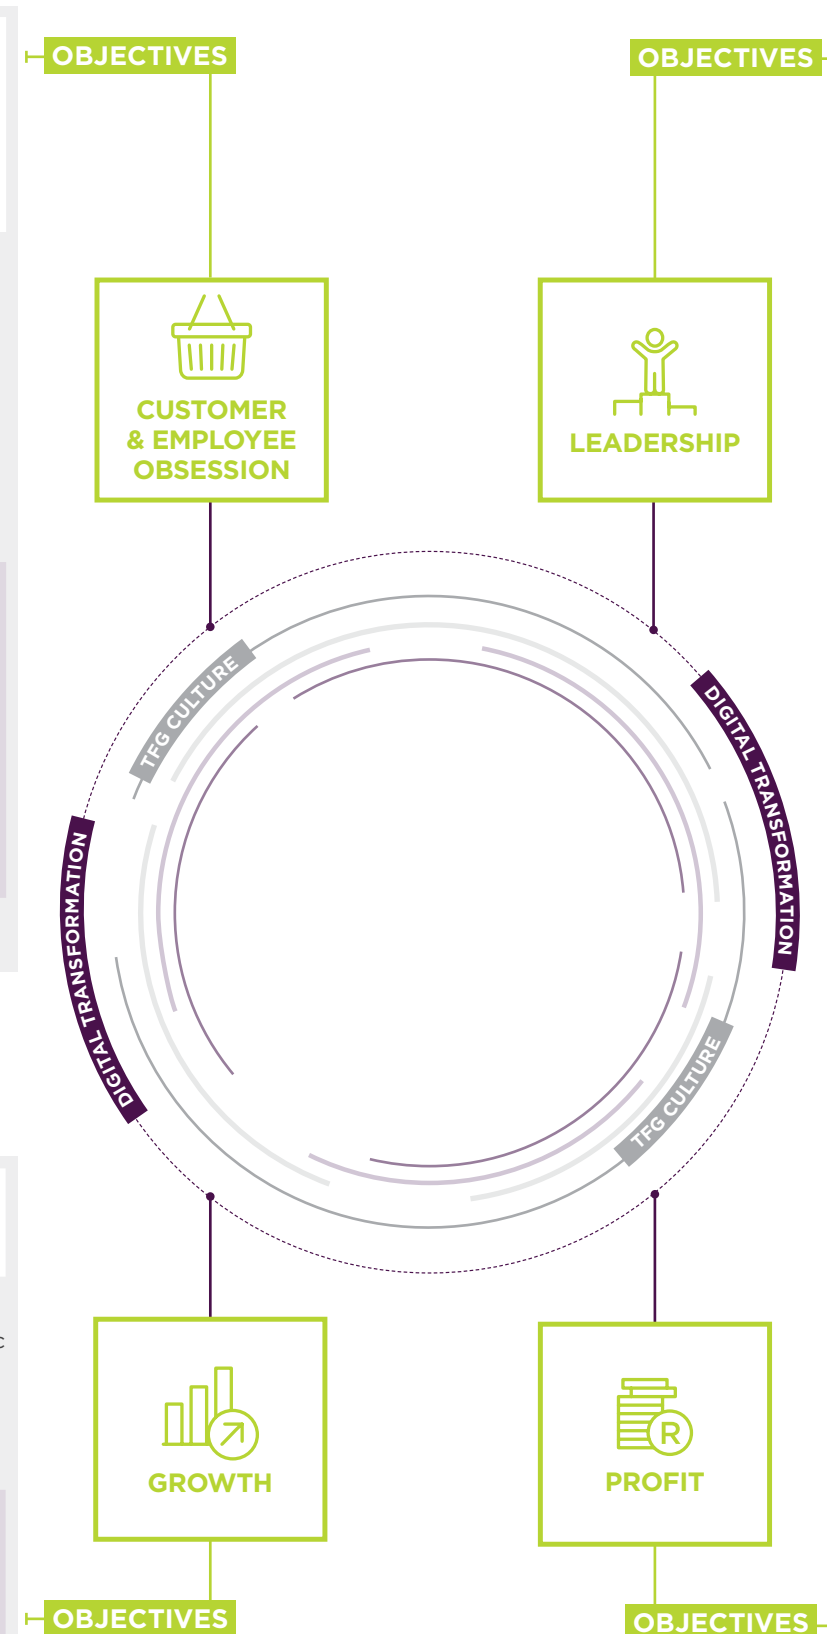 OBJECTIVES
OBJECTIVES
CUSTOMER
& EMPLOYEE
OBSESSION
LEADERSHIP
TFG CULTURE
DIGITAL TRANSFORMATION
DIGITAL TRANSFORMATION
TFG CULTURE
c
GROWTH
R
PROFIT
OBJECTIVES
OBJECTIVES